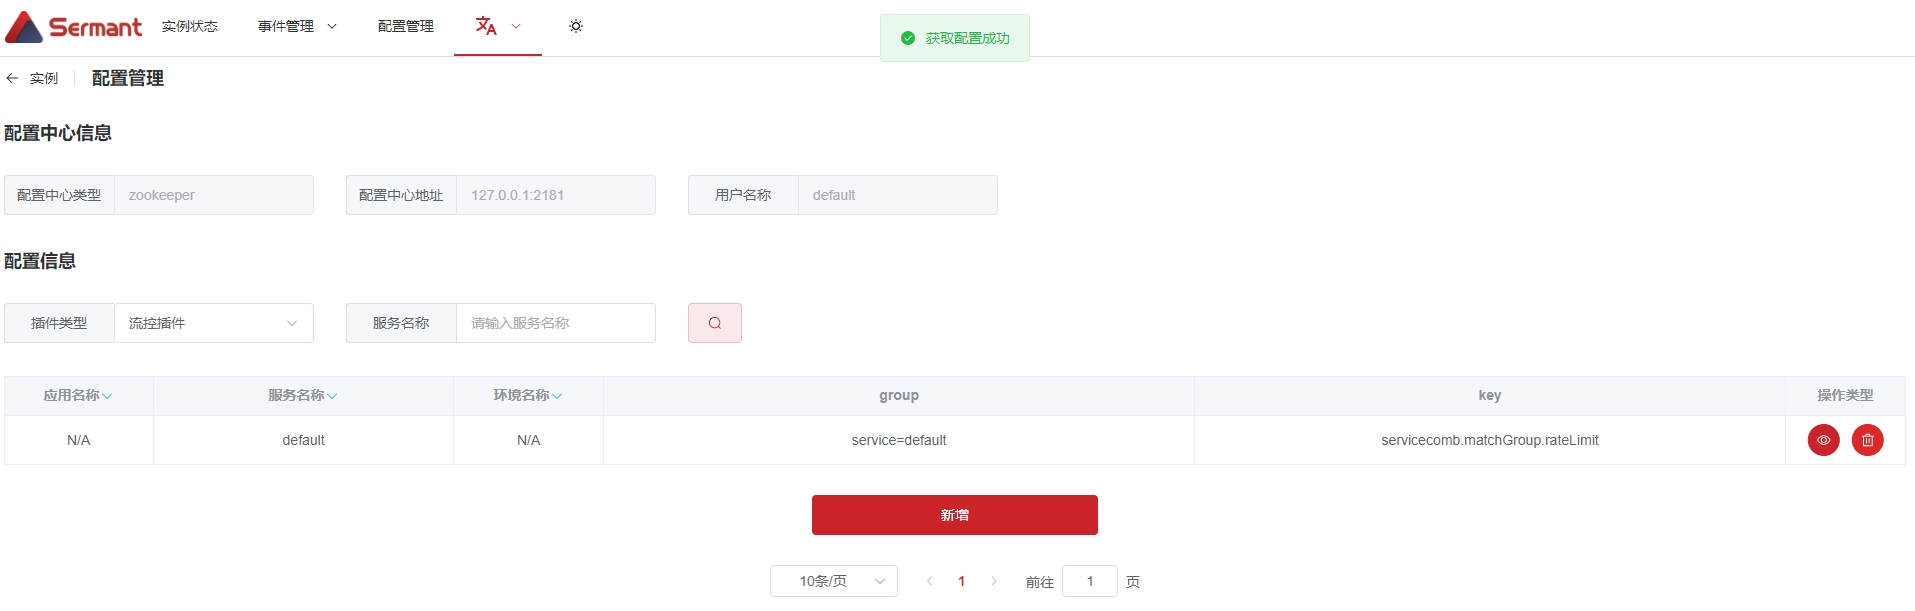 Sermant 实例状态 事件管理 配置管理 文A 获取配置成功
实例 配置管理
配置中心信息
配置中心类型 zookeeper 配置中心地址 127.0.0.1:2181 用户名称 default
配置信息
插件类型 流控插件 服务名称 请输入服务名称
应用名称 服务名称 环境名称 group key 操作类型
N/A default N/A service=default servicecomb.matchGroup.rateLimit
新增
10条/页 1 前往 1 页